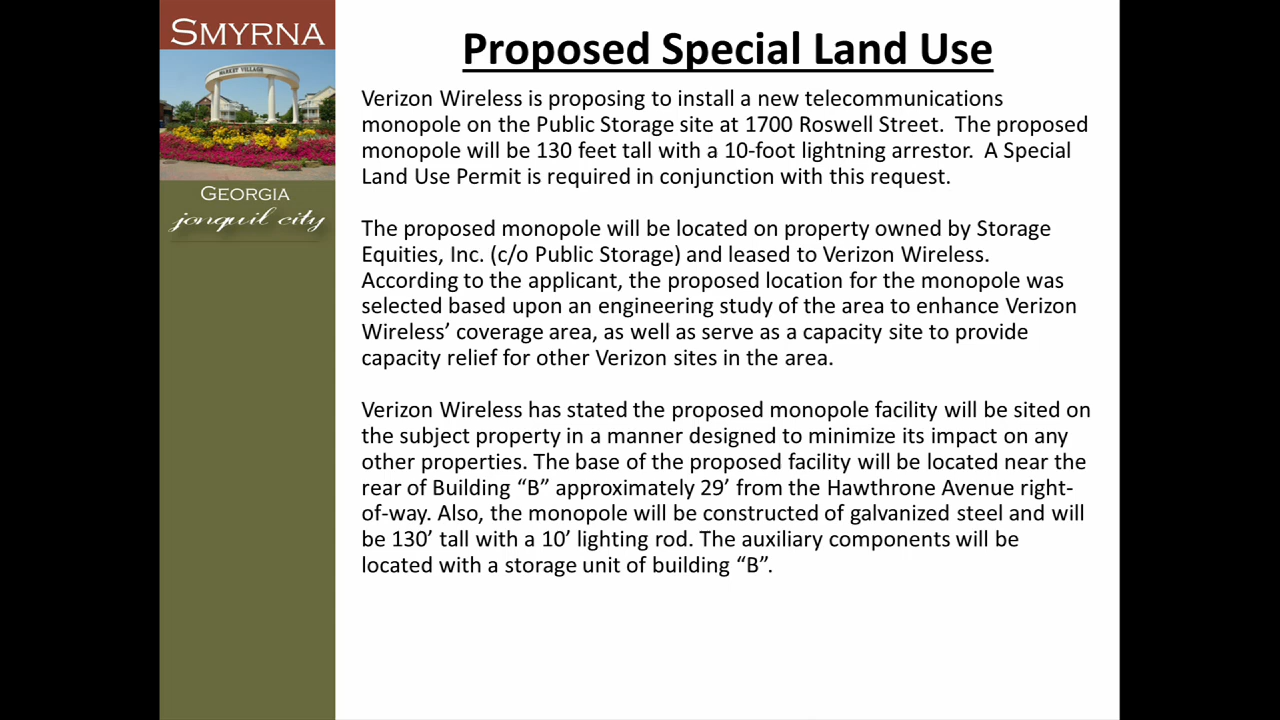 SMYRNA
MARKET VILLAGE
GEORGIA
jonquil city
Proposed Special Land Use
Verizon Wireless is proposing to install a new telecommunications
monopole on the Public Storage site at 1700 Roswell Street.  The proposed
monopole will be 130 feet tall with a 10-foot lightning arrestor.  A Special
Land Use Permit is required in conjunction with this request.
The proposed monopole will be located on property owned by Storage
Equities, Inc. (c/o Public Storage) and leased to Verizon Wireless.
According to the applicant, the proposed location for the monopole was
selected based upon an engineering study of the area to enhance Verizon
Wireless’ coverage area, as well as serve as a capacity site to provide
capacity relief for other Verizon sites in the area.
Verizon Wireless has stated the proposed monopole facility will be sited on
the subject property in a manner designed to minimize its impact on any
other properties. The base of the proposed facility will be located near the
rear of Building “B” approximately 29’ from the Hawthrone Avenue right-
of-way. Also, the monopole will be constructed of galvanized steel and will
be 130’ tall with a 10’ lighting rod. The auxiliary components will be
located with a storage unit of building “B”.